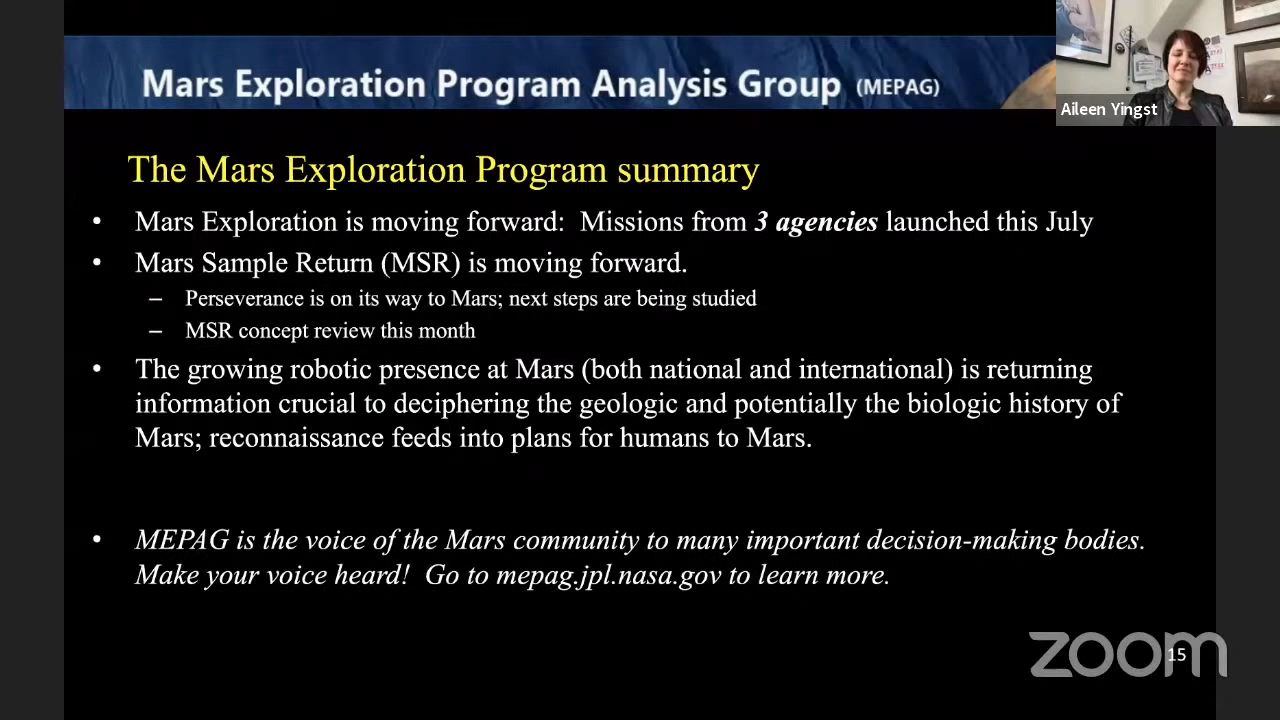 Mars Exploration Program Analysis Group (MEPAG)
Aileen Yingst
The Mars Exploration Program summary
• Mars Exploration is moving forward: Missions from 3 agencies launched this July
• Mars Sample Return (MSR) is moving forward.
– Perseverance is on its way to Mars; next steps are being studied
– MSR concept review this month
• The growing robotic presence at Mars (both national and international) is returning
information crucial to deciphering the geologic and potentially the biologic history of
Mars; reconnaissance feeds into plans for humans to Mars.
• MEPAG is the voice of the Mars community to many important decision-making bodies.
Make your voice heard! Go to mepag.jpl.nasa.gov to learn more.
zoom
15